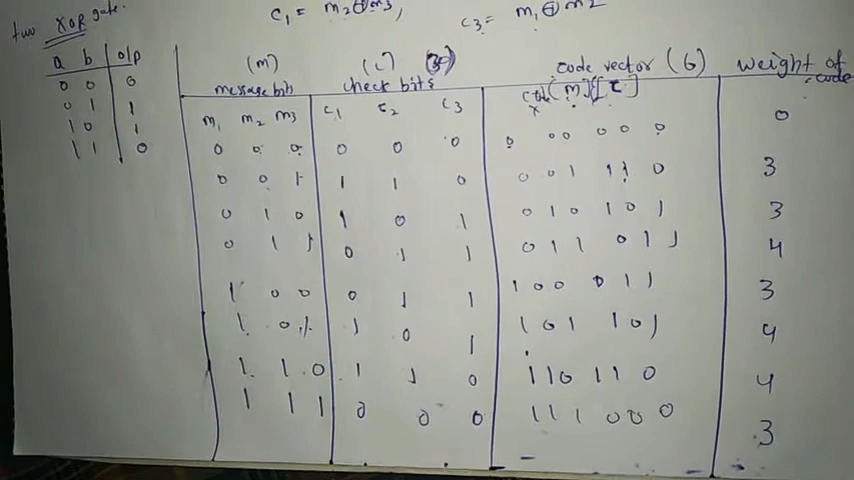 two XOR gate.
C1 = m2⊕m3, C3 = m1⊕m2
a b o/p
0 0 0
0 1 1
1 0 1
1 1 0
(m) (C) code vector (G) weight of code
message bits check bits [m][C]
m1 m2 m3 C1 C2 C3
0 0 0 0 0 0 0 00 00 0 0
0 0 1 1 1 0 0 0 1 1 1 0 3
0 1 0 1 0 1 0 1 0 1 0 1 3
0 1 1 0 1 1 0 1 1 0 1 1 4
1 0 0 0 1 1 1 0 0 0 1 1 3
1 0 1 1 0 1 1 0 1 1 0 1 4
1 1 0 1 1 0 1 1 0 1 1 0 4
1 1 1 0 0 0 1 1 1 0 0 0 3